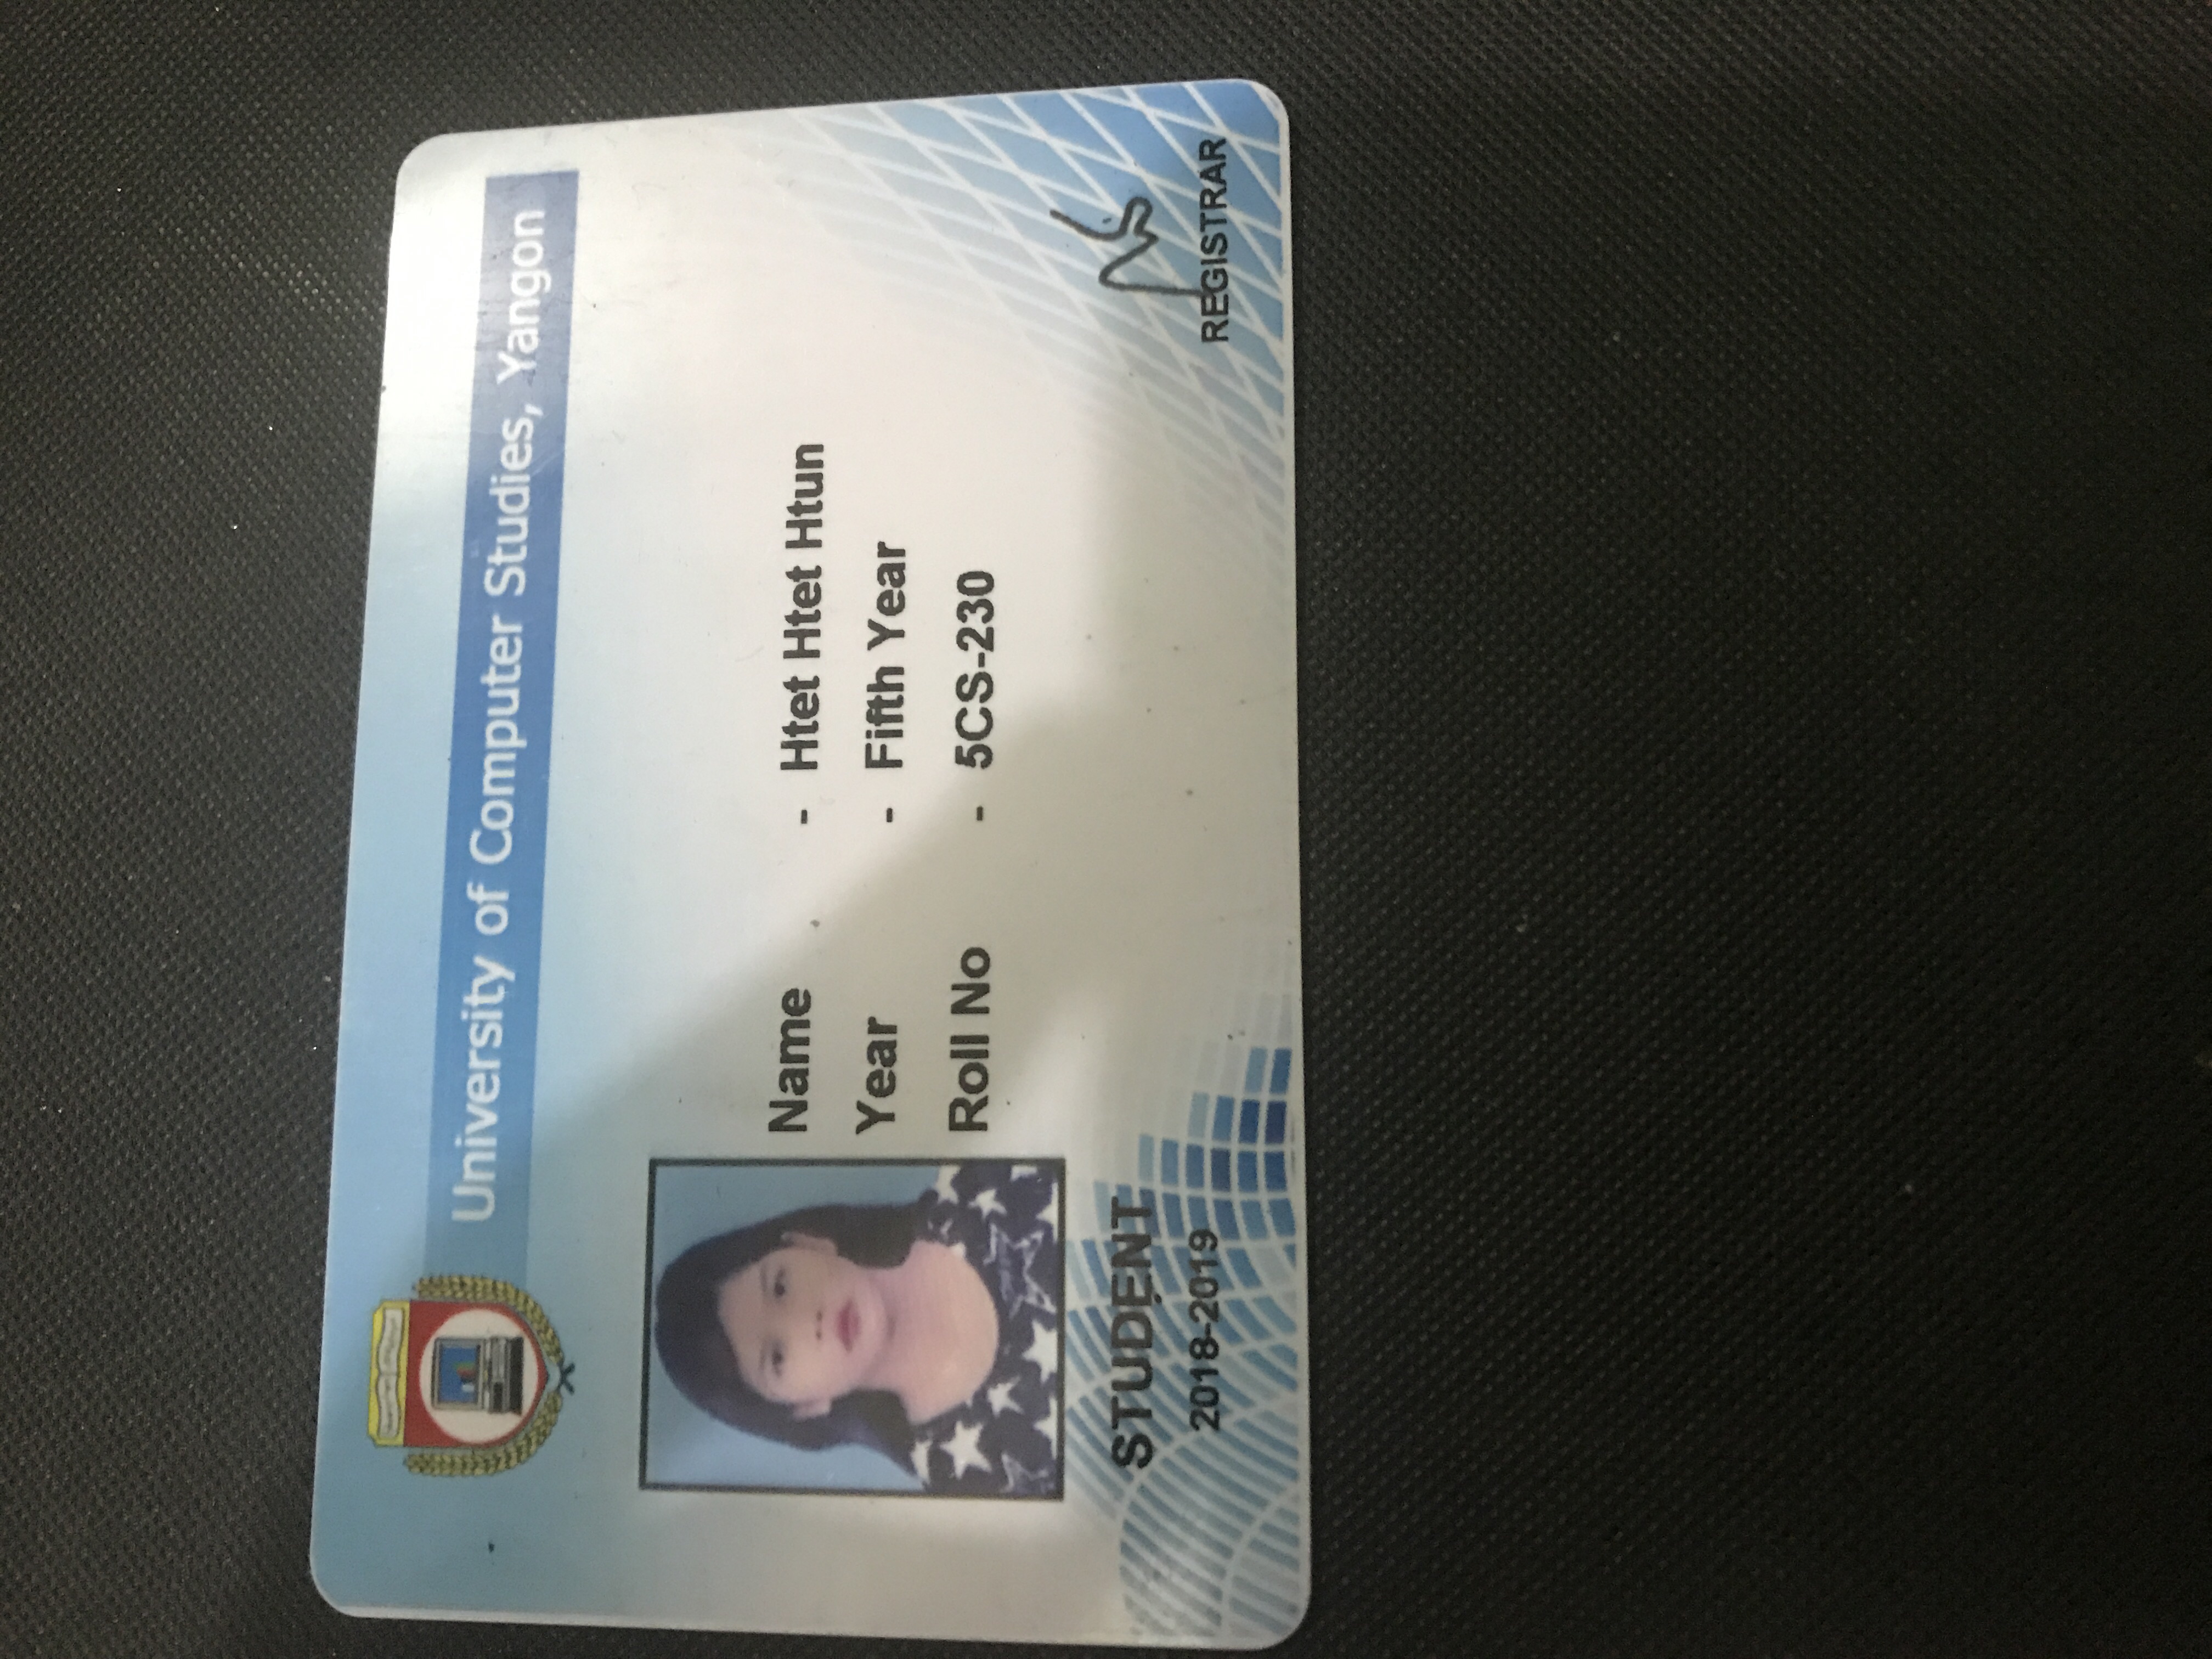 University of Computer Studies, Yangon
Name - Htet Htet Htun
Year - Fifth Year
Roll No - 5CS-230
STUDENT
2018-2019
REGISTRAR